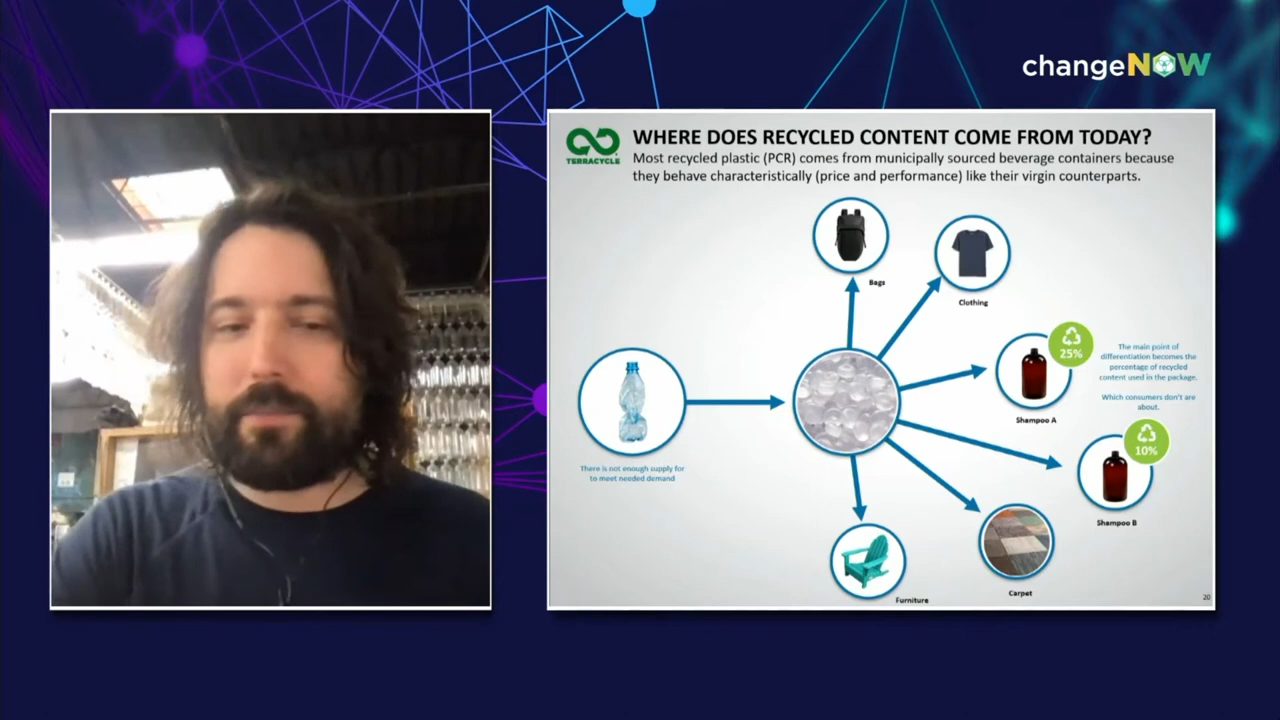 changeNOW
TERRACYCLE
WHERE DOES RECYCLED CONTENT COME FROM TODAY?
Most recycled plastic (PCR) comes from municipally sourced beverage containers because
they behave characteristically (price and performance) like their virgin counterparts.
Bags
Clothing
25%
The main point of
differentiation becomes the
percentage of recycled
content used in the package.
Which consumers don't are
about.
Shampoo A
10%
There is not enough supply for
to meet needed demand
Shampoo B
Carpet
Furniture
20